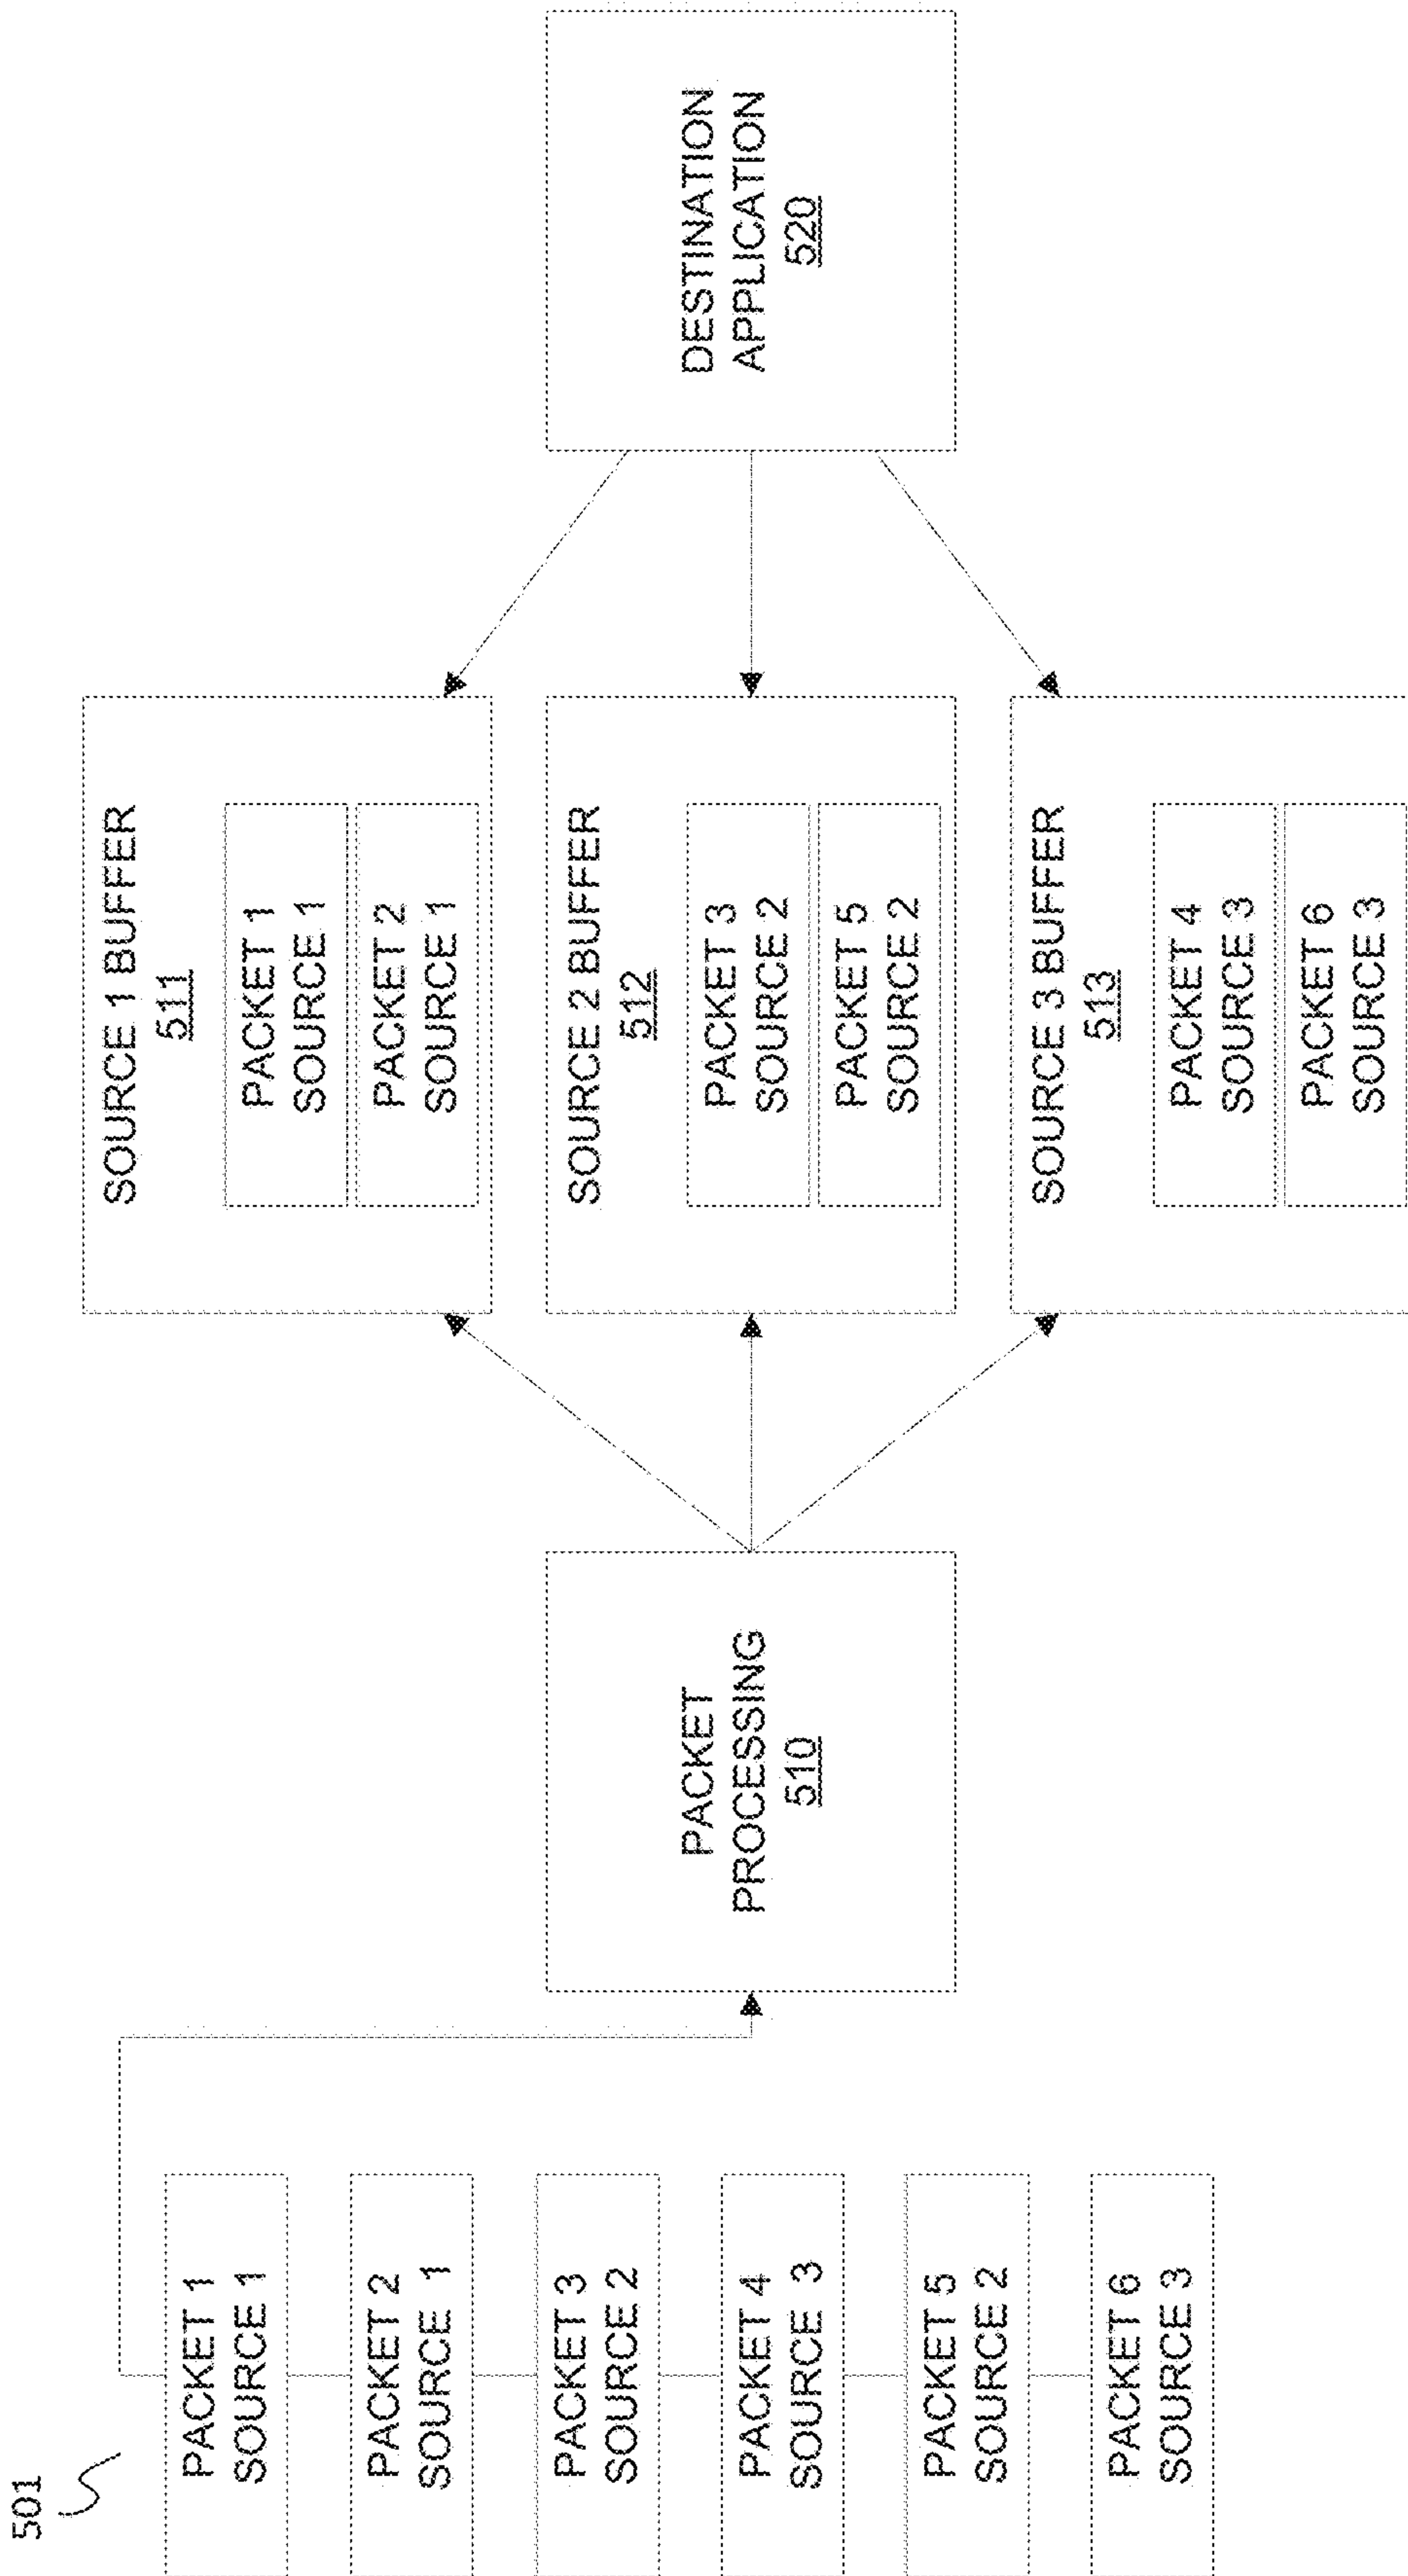 501
PACKET 1
SOURCE 1
PACKET 2
SOURCE 1
PACKET 3
SOURCE 2
PACKET 4
SOURCE 3
PACKET 5
SOURCE 2
PACKET 6
SOURCE 3
PACKET
PROCESSING
510
SOURCE 1 BUFFER
511
PACKET 1
SOURCE 1
PACKET 2
SOURCE 1
SOURCE 2 BUFFER
512
PACKET 3
SOURCE 2
PACKET 5
SOURCE 2
SOURCE 3 BUFFER
513
PACKET 4
SOURCE 3
PACKET 6
SOURCE 3
DESTINATION
APPLICATION
520